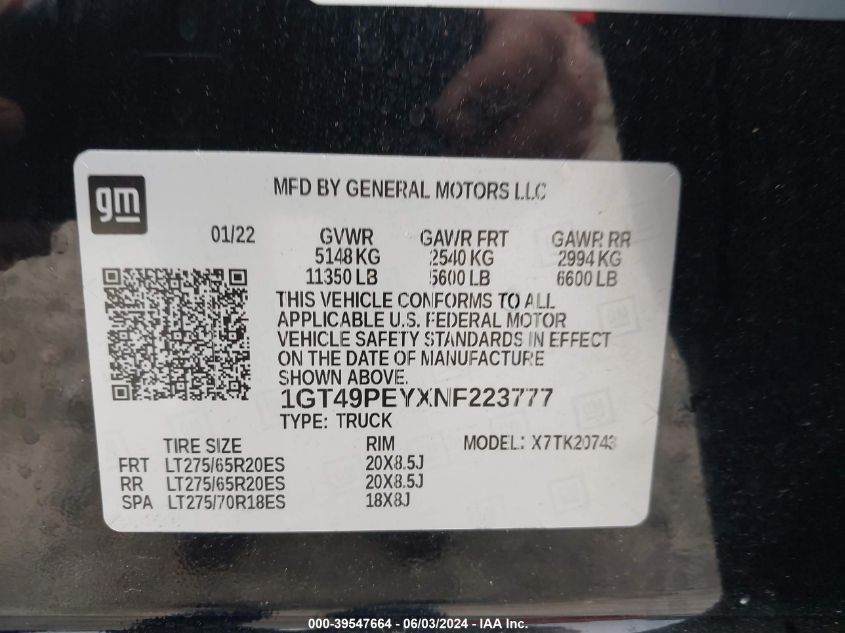 gm
MFD BY GENERAL MOTORS LLC
01/22 GVWR GAWR FRT GAWR RR
5148 KG 2540 KG 2994 KG
11350 LB 5600 LB 6600 LB
THIS VEHICLE CONFORMS TO ALL
APPLICABLE U.S. FEDERAL MOTOR
VEHICLE SAFETY STANDARDS IN EFFECT
ON THE DATE OF MANUFACTURE
SHOWN ABOVE.
1GT49PEYXNF223777
TYPE: TRUCK
TIRE SIZE RIM MODEL: X7TK20743
FRT LT275/65R20ES 20X8.5J
RR LT275/65R20ES 20X8.5J
SPA LT275/70R18ES 18X8J
000-39547664 - 06/03/2024 - IAA Inc.